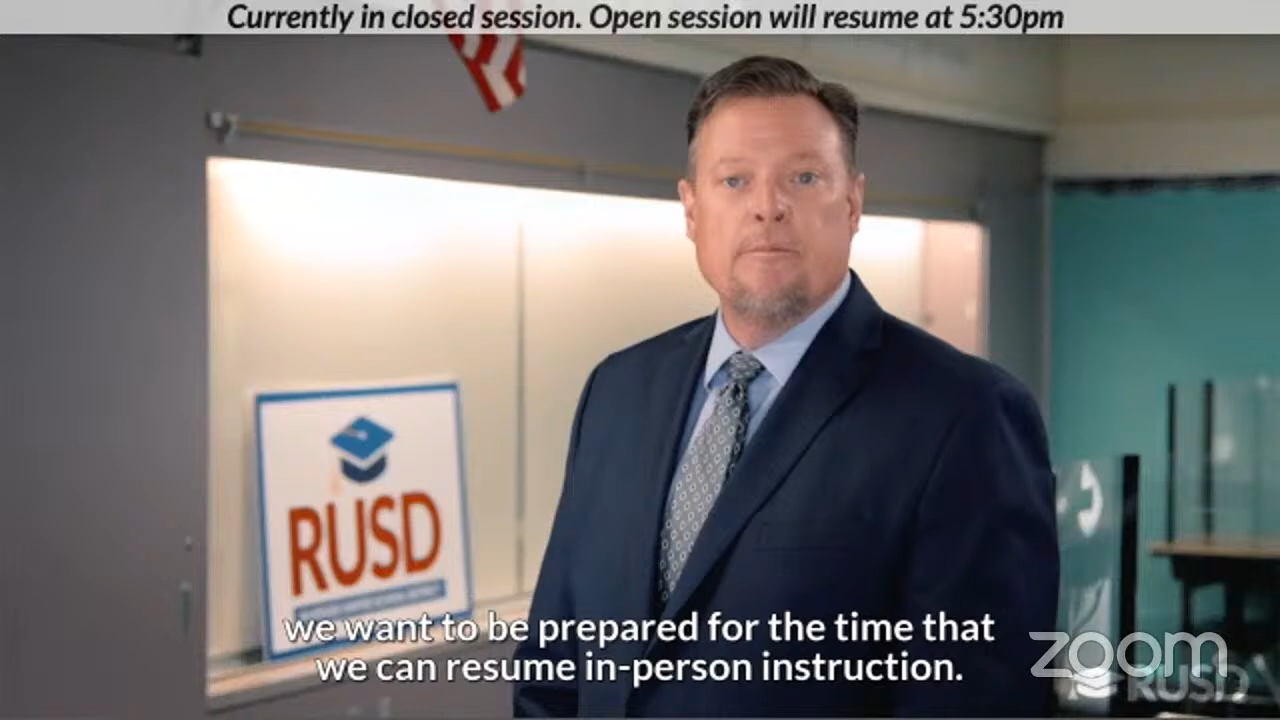 Currently in closed session. Open session will resume at 5:30pm
RUSD
we want to be prepared for the time that
we can resume in-person instruction.
zoom
RUSD